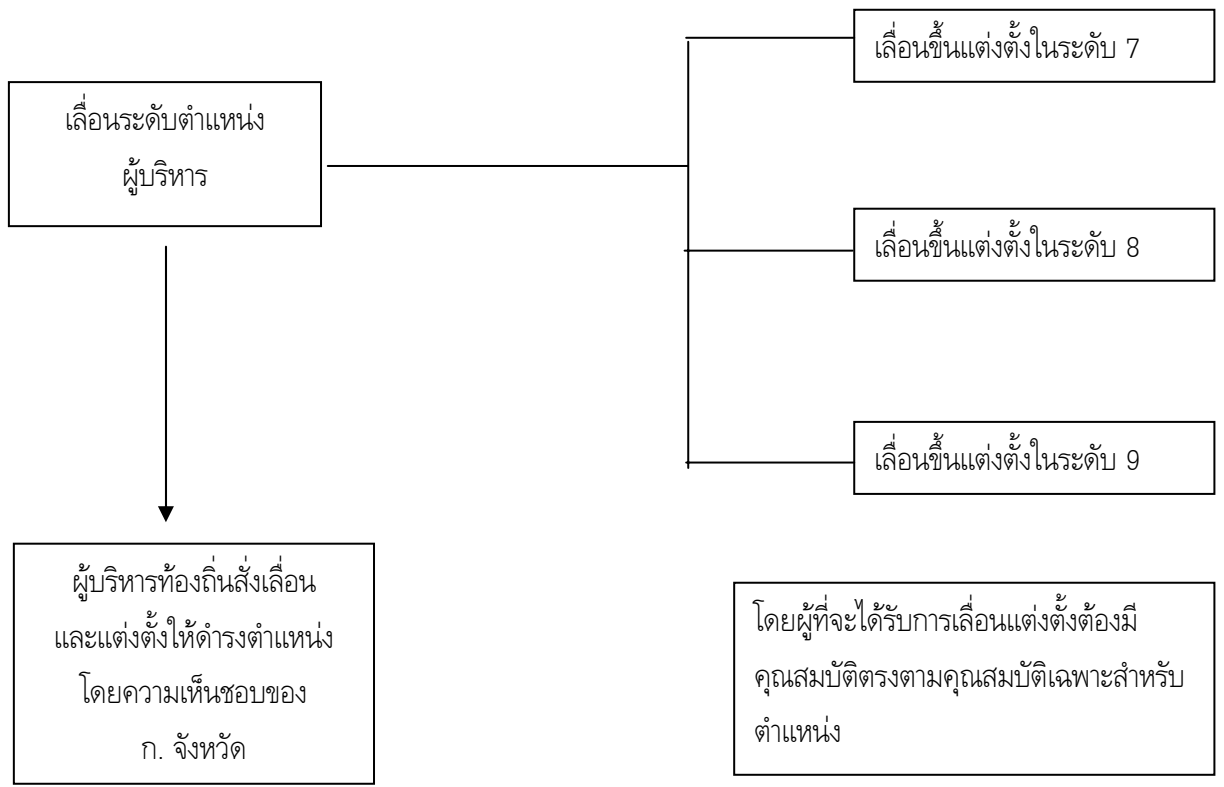 เลื่อนระดับตำแหน่ง
ผู้บริหาร
เลื่อนขึ้นแต่งตั้งในระดับ 7
เลื่อนขึ้นแต่งตั้งในระดับ 8
เลื่อนขึ้นแต่งตั้งในระดับ 9
ผู้บริหารท้องถิ่นสั่งเลื่อน
และแต่งตั้งให้ดำรงตำแหน่ง
โดยความเห็นชอบของ
ก. จังหวัด
โดยผู้ที่จะได้รับการเลื่อนแต่งตั้งต้องมี
คุณสมบัติตรงตามคุณสมบัติเฉพาะสำหรับ
ตำแหน่ง